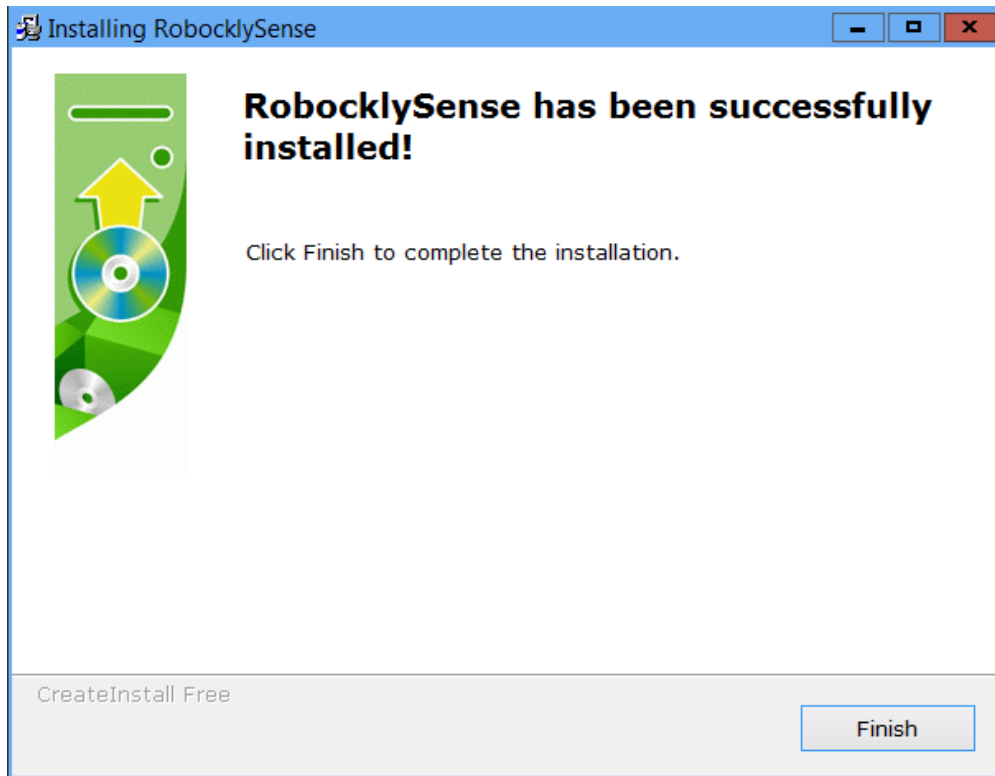 Installing RobocklySense
RobocklySense has been successfully
installed!
Click Finish to complete the installation.
CreateInstall Free
Finish